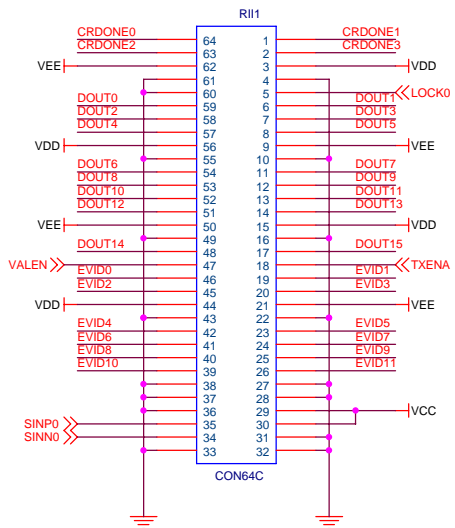 RII1
CRDONE0 64 1 CRDONE1
CRDONE2 63 2 CRDONE3
VEE 62 3 VDD
61 4
60 5 LOCK0
DOUT0 59 6 DOUT1
DOUT2 58 7 DOUT3
DOUT4 57 8 DOUT5
VDD 56 9 VEE
55 10
DOUT6 54 11 DOUT7
DOUT8 53 12 DOUT9
DOUT10 52 13 DOUT11
DOUT12 51 14 DOUT13
VEE 50 15 VDD
49 16
DOUT14 48 17 DOUT15
VALEN 47 18 TXENA
EVID0 46 19 EVID1
EVID2 45 20 EVID3
VDD 44 21 VEE
43 22
EVID4 42 23 EVID5
EVID6 41 24 EVID7
EVID8 40 25 EVID9
EVID10 39 26 EVID11
38 27
37 28
36 29 VCC
SINP0 35 30
SINN0 34 31
33 32
CON64C